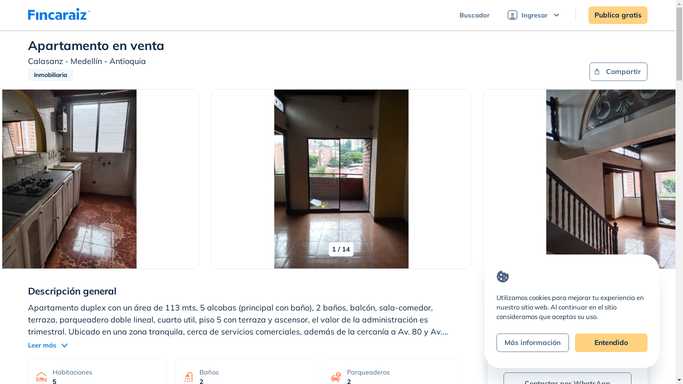 Fincaraiz
Buscador
Ingresar
Publica gratis
Apartamento en venta
Calasanz - Medellín - Antioquia
Inmobiliaria
Compartir
1 / 14
Descripción general
Apartamento duplex con un área de 113 mts, 5 alcobas (principal con baño), 2 baños, balcón, sala-comedor,
terraza, parqueadero doble lineal, cuarto util, piso 5 con terraza y ascensor, el valor de la administración es
trimestral. Ubicado en una zona tranquila, cerca de servicios comerciales, además de la cercanía a Av. 80 y Av....
Leer más
Habitaciones
5
Baños
2
Parqueaderos
2
Utilizamos cookies para mejorar tu experiencia en
nuestro sitio web. Al continuar en el sitio
consideramos que aceptas su uso.
Más información
Entendido
Contactar por WhatsApp